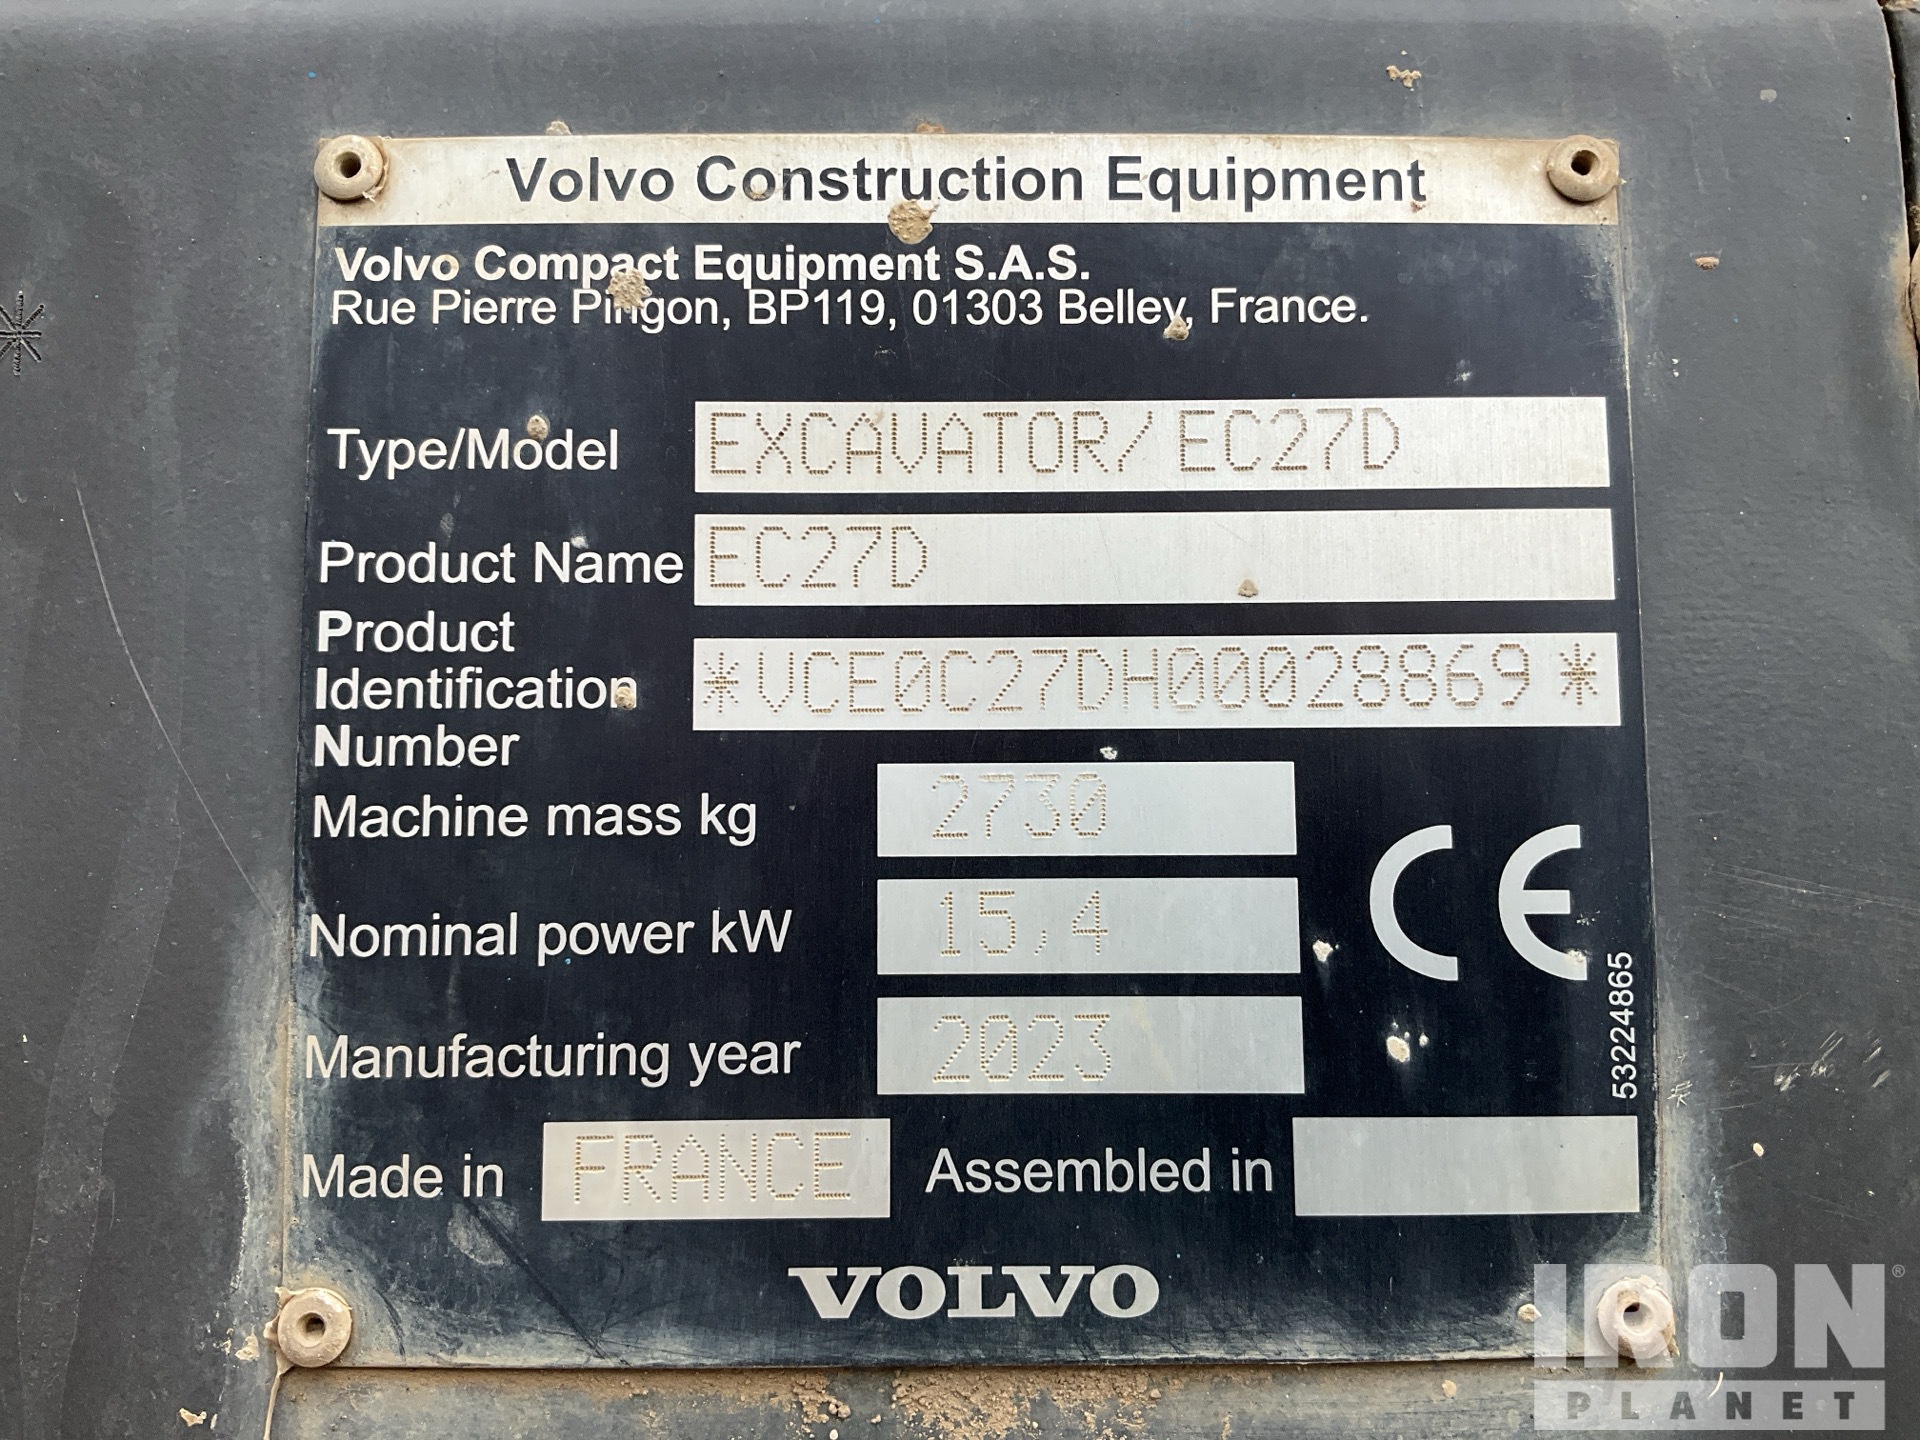 Volvo Construction Equipment
Volvo Compact Equipment S.A.S.
Rue Pierre Pingon, BP119, 01303 Belley, France.
Type/Model EXCAVATOR/EC27D
Product Name EC27D
Product
Identification *VCE0C27DH00028869*
Number
Machine mass kg 2730
Nominal power kW 15,4
CE
Manufacturing year 2023
53224865
Made in FRANCE Assembled in
VOLVO
IRON®
PLANET